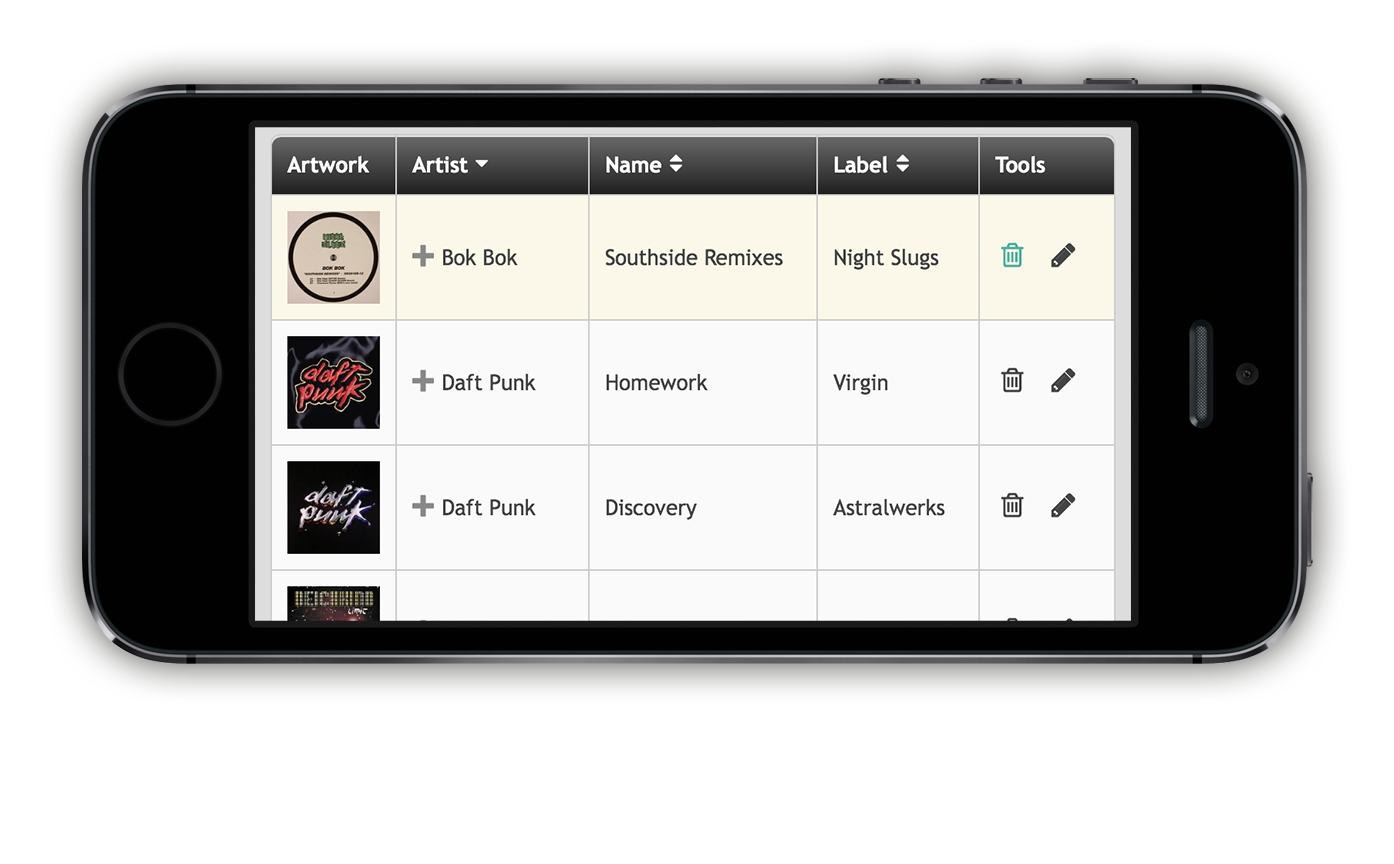 Artwork Artist Name Label Tools
BOK BOK
Bok Bok Southside Remixes Night Slugs
daft
punk
Daft Punk Homework Virgin
daft
punk
Daft Punk Discovery Astralwerks